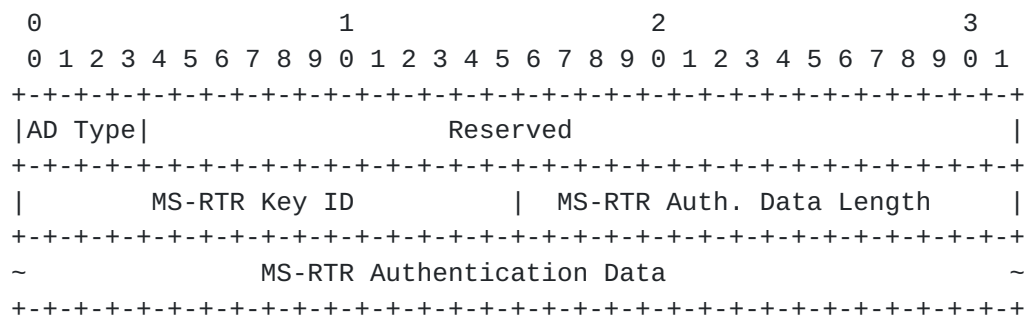 0                   1                   2                   3
 0 1 2 3 4 5 6 7 8 9 0 1 2 3 4 5 6 7 8 9 0 1 2 3 4 5 6 7 8 9 0 1
+-+-+-+-+-+-+-+-+-+-+-+-+-+-+-+-+-+-+-+-+-+-+-+-+-+-+-+-+-+-+-+-+
|AD Type|                   Reserved                            |
+-+-+-+-+-+-+-+-+-+-+-+-+-+-+-+-+-+-+-+-+-+-+-+-+-+-+-+-+-+-+-+-+
|        MS-RTR Key ID          |  MS-RTR Auth. Data Length     |
+-+-+-+-+-+-+-+-+-+-+-+-+-+-+-+-+-+-+-+-+-+-+-+-+-+-+-+-+-+-+-+-+
~               MS-RTR Authentication Data                      ~
+-+-+-+-+-+-+-+-+-+-+-+-+-+-+-+-+-+-+-+-+-+-+-+-+-+-+-+-+-+-+-+-+